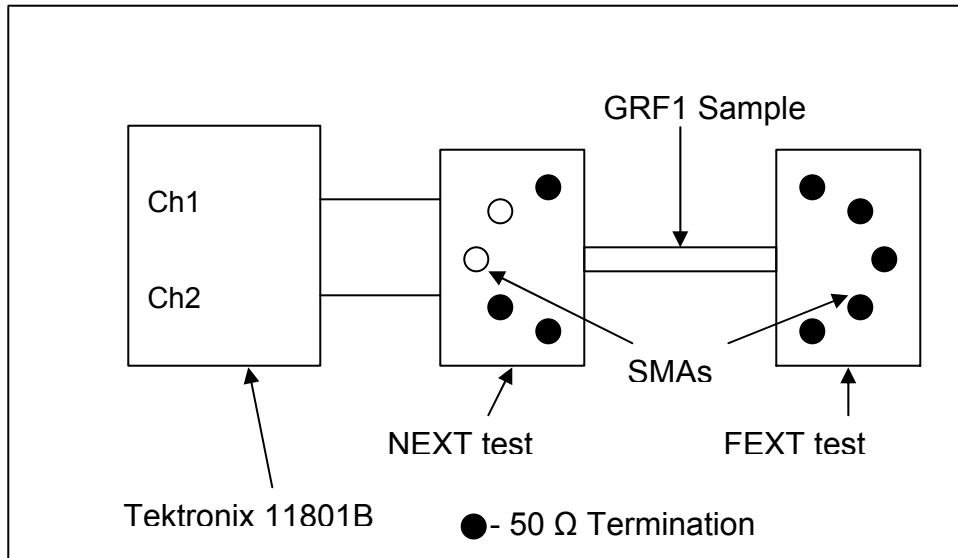 GRF1 Sample
Ch1
Ch2
SMAs
NEXT test
FEXT test
Tektronix 11801B
- 50 Ω Termination